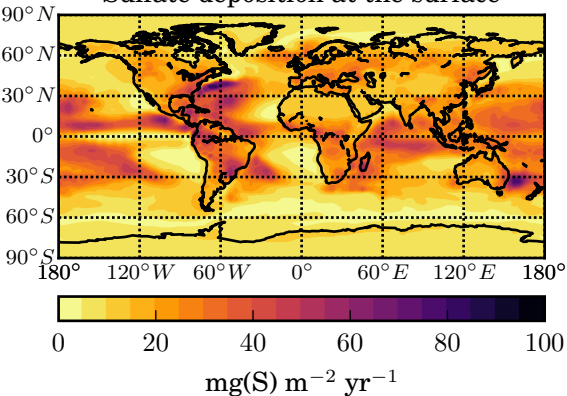 Sulfate deposition at the surface
90°N
60°N
30°N
0°
30°S
60°S
90°S
180° 120°W 60°W 0° 60°E 120°E 180°
0 20 40 60 80 100
mg(S) m⁻² yr⁻¹